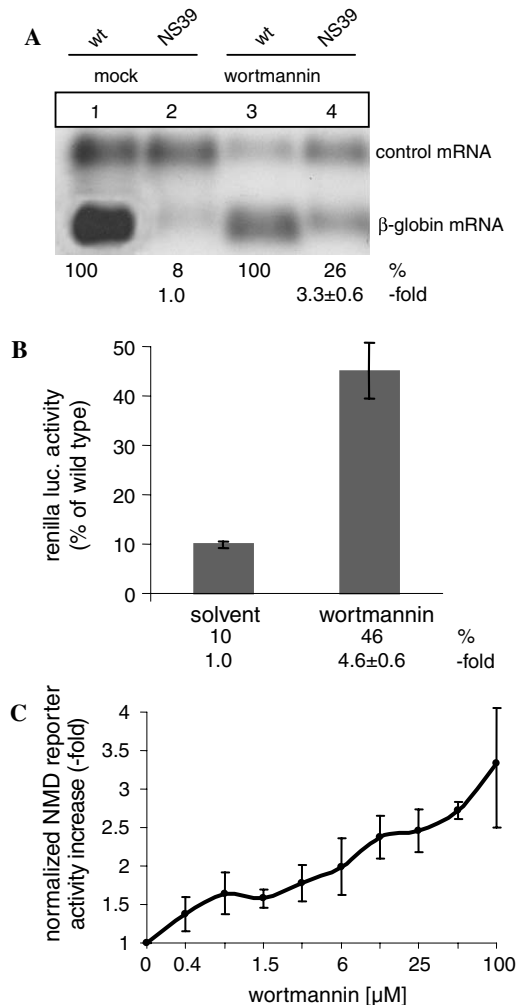 A
wt NS39 wt NS39
mock wortmannin
1 2 3 4
control mRNA
β-globin mRNA
100 8 100 26 %
1.0 3.3±0.6 -fold
B
renilla luc. activity
(% of wild type)
50
40
30
20
10
0
solvent wortmannin
10 46 %
1.0 4.6±0.6 -fold
C
normalized NMD reporter
activity increase (-fold)
4
3.5
3
2.5
2
1.5
1
0 0.4 1.5 6 25 100
wortmannin [µM]